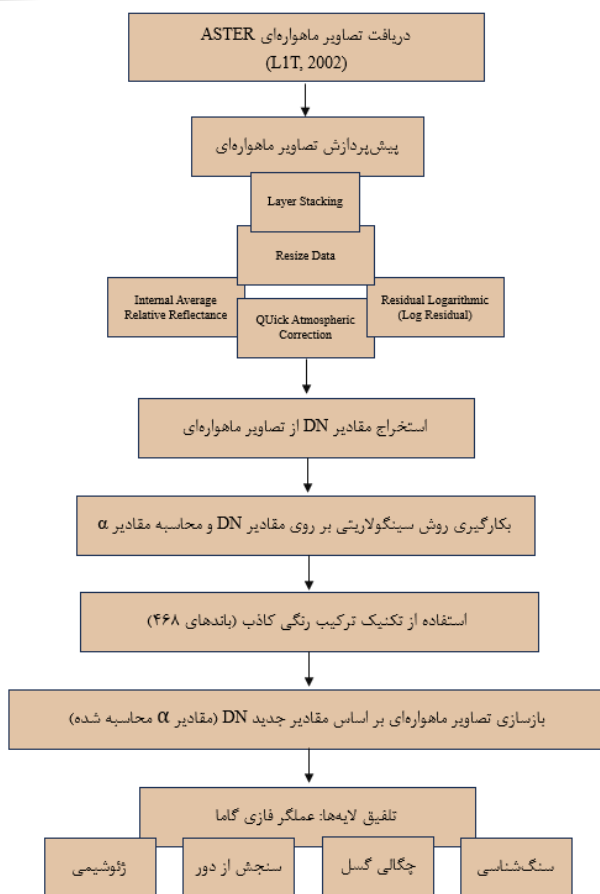 دریافت تصاویر ماهواره‌ای ASTER
(L1T, 2002)
پیش‌پردازش تصاویر ماهواره‌ای
Layer Stacking
Resize Data
Internal Average
Relative Reflectance
QUick Atmospheric
Correction
Residual Logarithmic
(Log Residual)
استخراج مقادیر DN از تصاویر ماهواره‌ای
بکارگیری روش سینگولاریتی بر روی مقادیر DN و محاسبه مقادیر α
استفاده از تکنیک ترکیب رنگی کاذب (باندهای ۴۶۸)
بازسازی تصاویر ماهواره‌ای بر اساس مقادیر جدید DN (مقادیر α محاسبه شده)
تلفیق لایه‌ها: عملگر فازی گاما
سنگ‌شناسی
چگالی گسل
سنجش از دور
ژئوشیمی